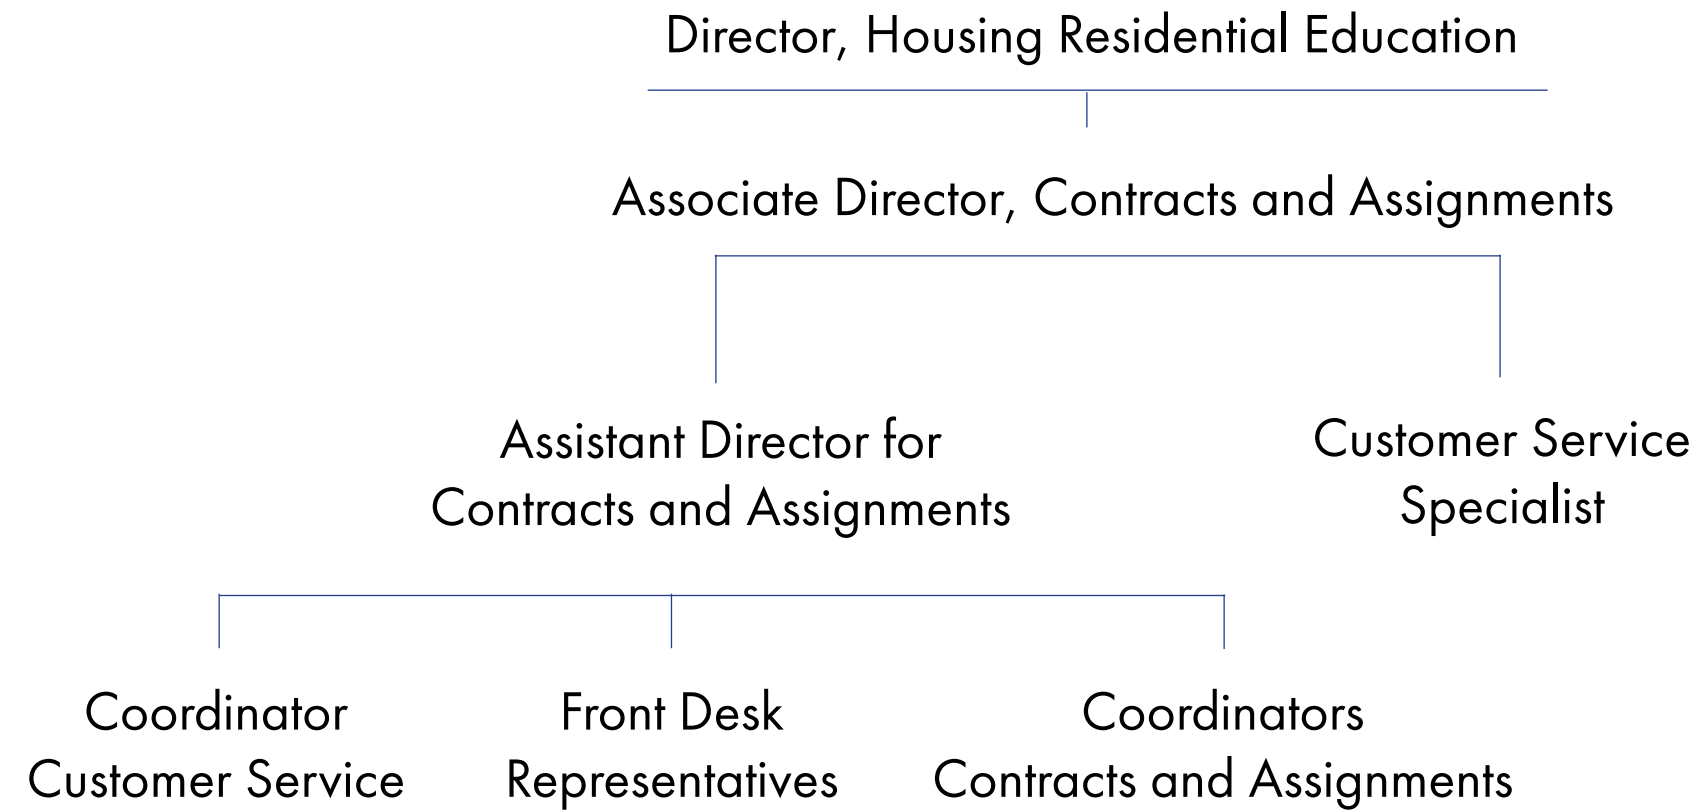 Director, Housing Residential Education
Associate Director, Contracts and Assignments
Assistant Director for
Contracts and Assignments
Customer Service
Specialist
Coordinator
Customer Service
Front Desk
Representatives
Coordinators
Contracts and Assignments